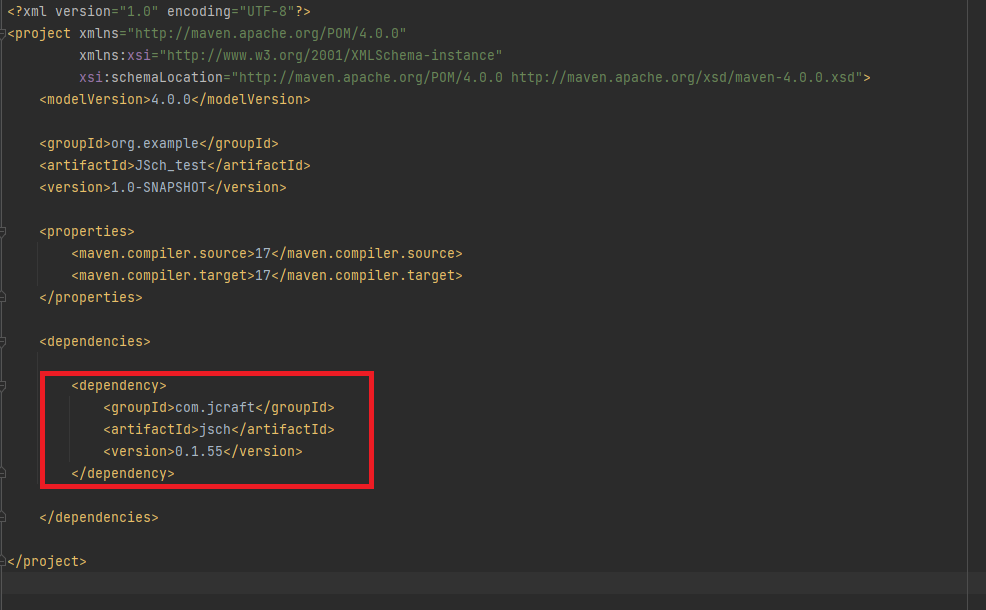 <?xml version="1.0" encoding="UTF-8"?>
<project xmlns="http://maven.apache.org/POM/4.0.0"
xmlns:xsi="http://www.w3.org/2001/XMLSchema-instance"
xsi:schemaLocation="http://maven.apache.org/POM/4.0.0 http://maven.apache.org/xsd/maven-4.0.0.xsd">
<modelVersion>4.0.0</modelVersion>
<groupId>org.example</groupId>
<artifactId>JSch_test</artifactId>
<version>1.0-SNAPSHOT</version>
<properties>
<maven.compiler.source>17</maven.compiler.source>
<maven.compiler.target>17</maven.compiler.target>
</properties>
<dependencies>
<dependency>
<groupId>com.jcraft</groupId>
<artifactId>jsch</artifactId>
<version>0.1.55</version>
</dependency>
</dependencies>
</project>